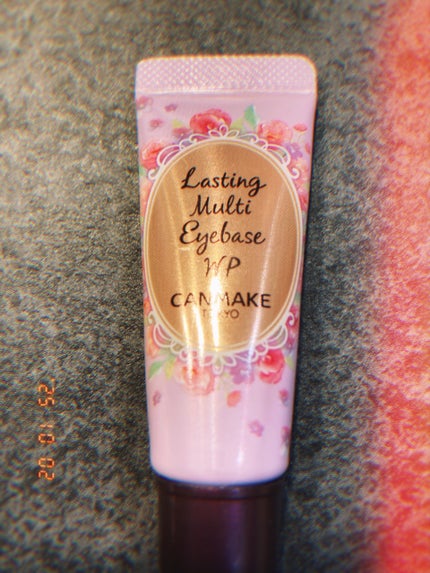 Lasting
Multi
Eyebase
WP
CANMAKE
TOKYO
20 01 52